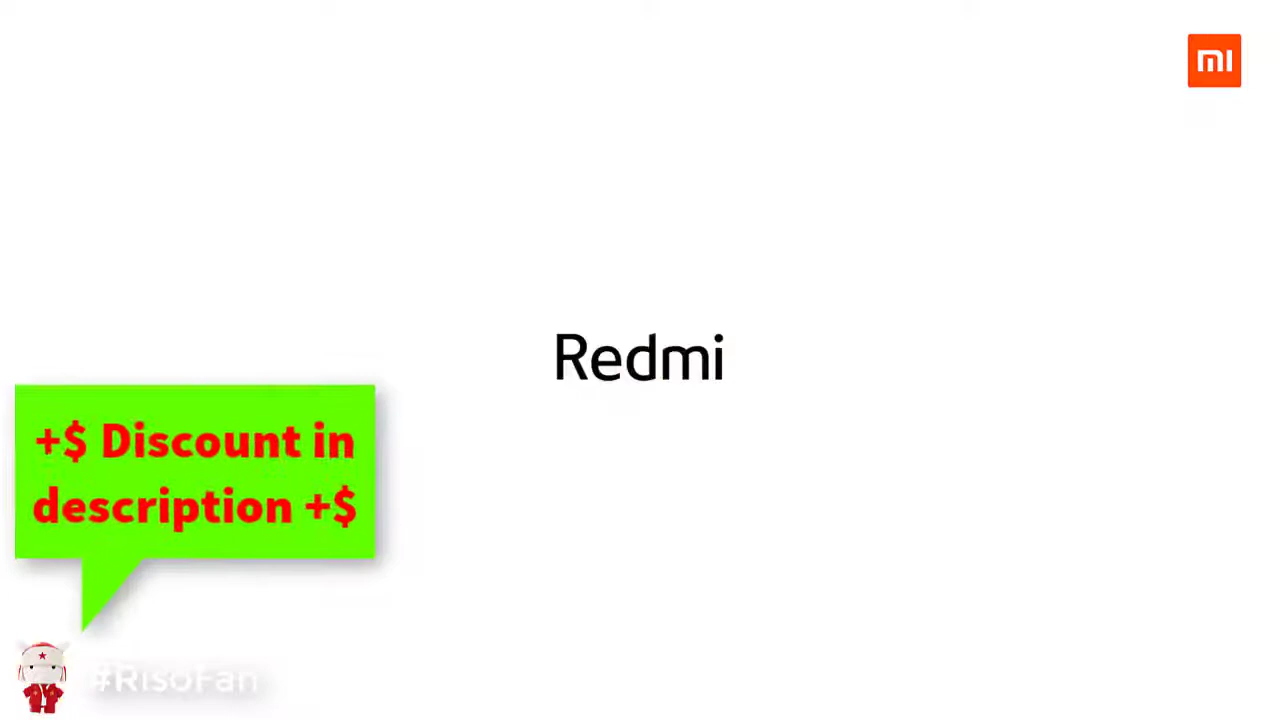 mi
Redmi
+$ Discount in
description +$
#RisoFan